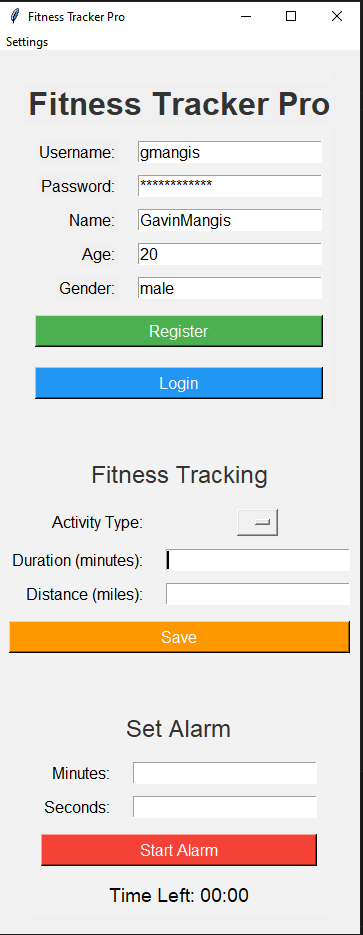 Fitness Tracker Pro
Settings
Fitness Tracker Pro
Username: gmangis
Password: ************
Name: GavinMangis
Age: 20
Gender: male
Register
Login
Fitness Tracking
Activity Type:
Duration (minutes):
Distance (miles):
Save
Set Alarm
Minutes:
Seconds:
Start Alarm
Time Left: 00:00